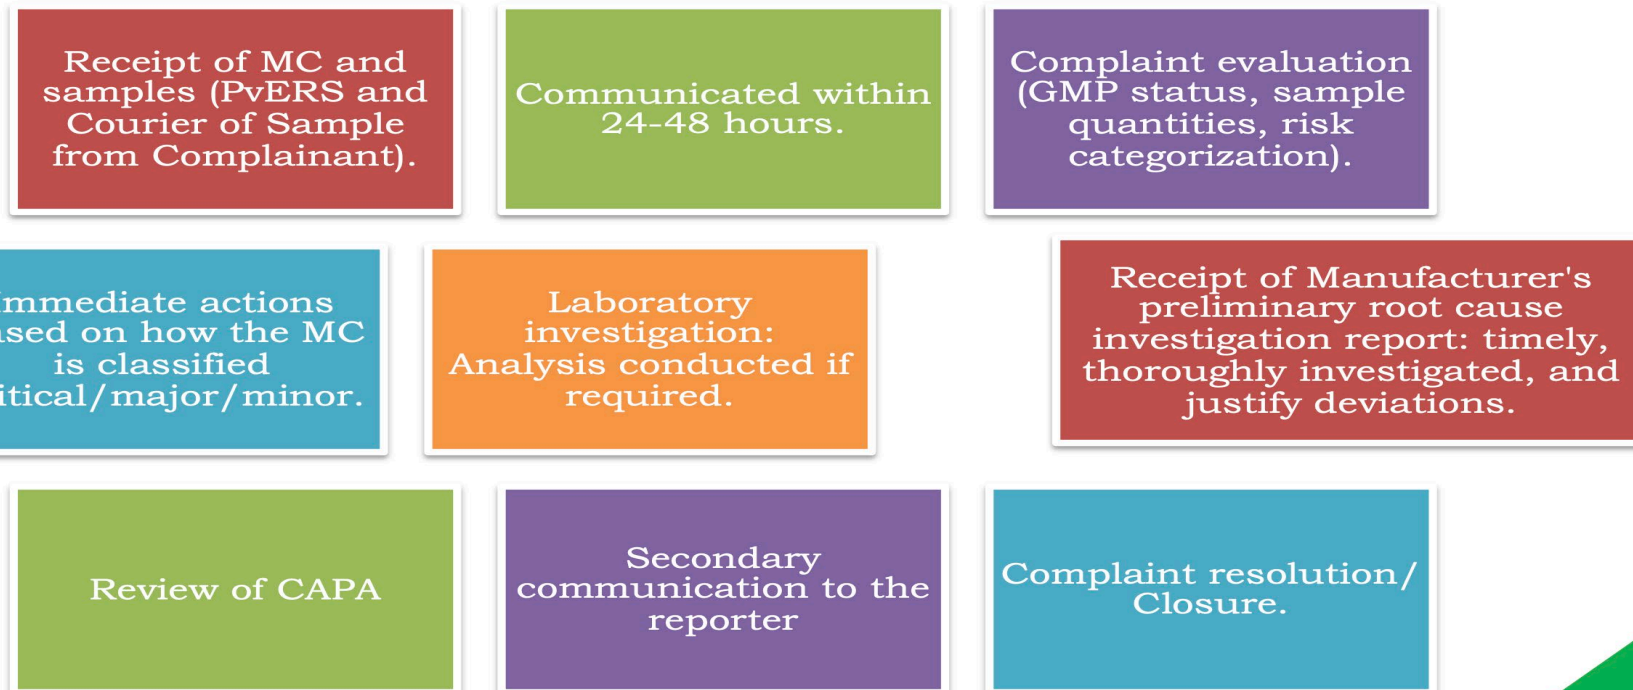 Receipt of MC and
samples (PvERS and
Courier of Sample
from Complainant).
Communicated within
24-48 hours.
Complaint evaluation
(GMP status, sample
quantities, risk
categorization).
Immediate actions
on how the MC
is classified
/major/minor.
Laboratory
investigation:
Analysis conducted if
required.
Receipt of Manufacturer's
preliminary root cause
investigation report: timely,
thoroughly investigated, and
justify deviations.
Review of CAPA
Secondary
communication to the
reporter
Complaint resolution/
Closure.